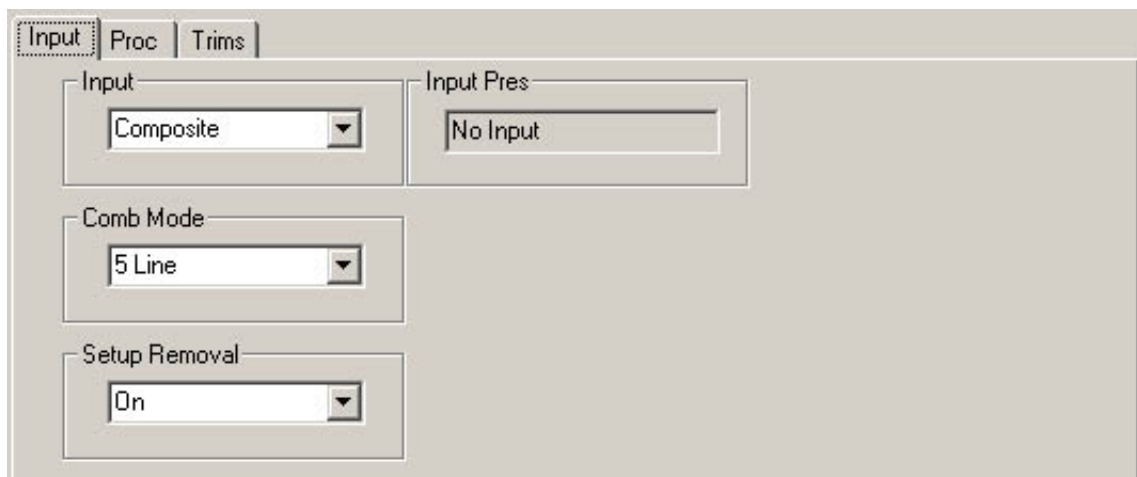 Input Proc Trims
Input Input Pres
Composite No Input
Comb Mode
5 Line
Setup Removal
On